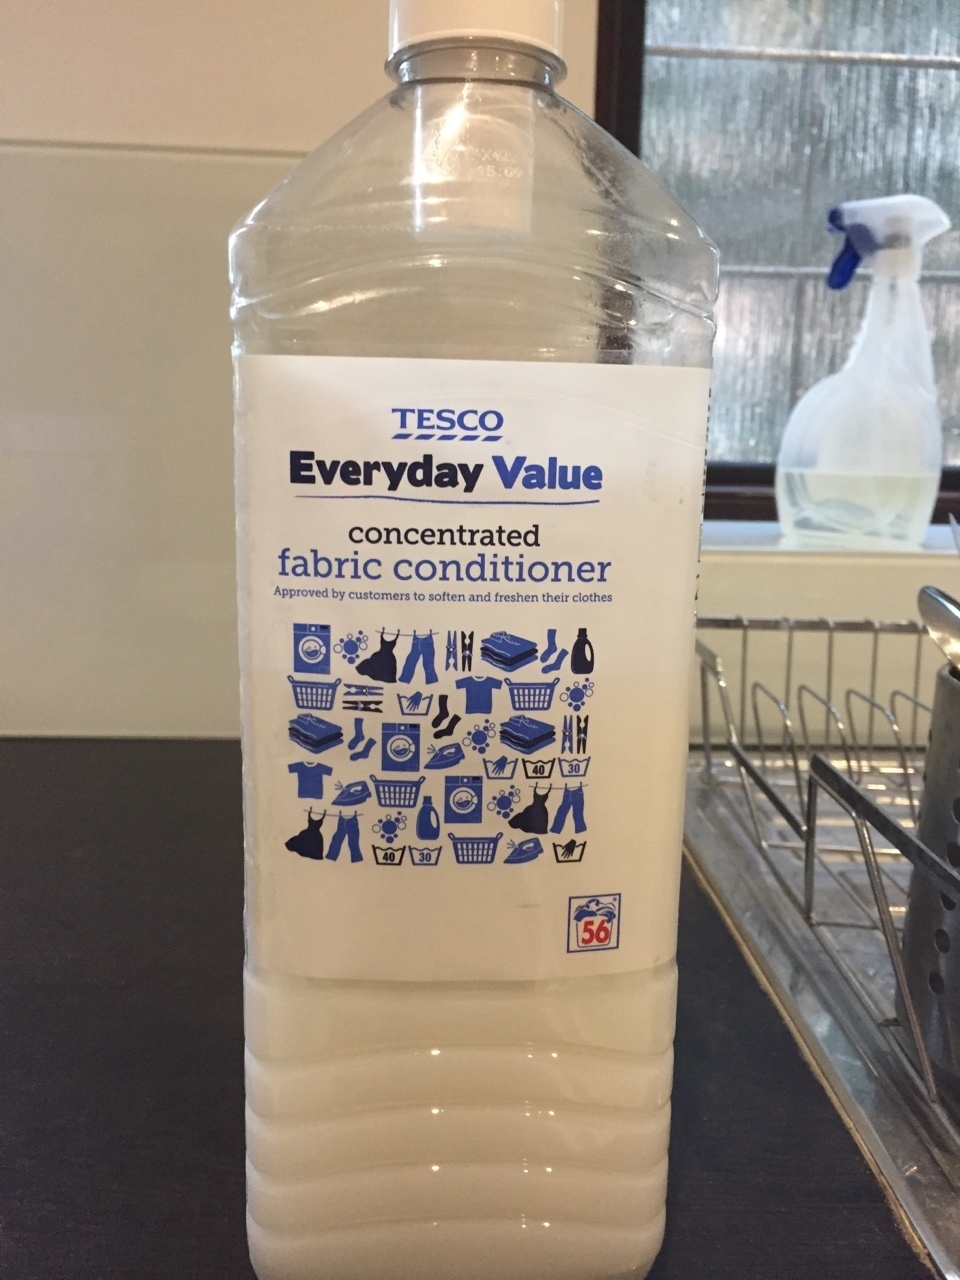 TESCO
Everyday Value
concentrated
fabric conditioner
Approved by customers to soften and freshen their clothes
40 30
40 30
56